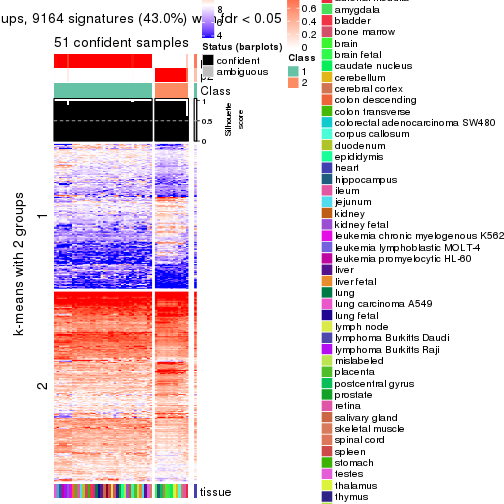 ups, 9164 signatures (43.0%) with fdr < 0.05
51 confident samples
p2
Class
1
0.5
0
Silhouette
score
k-means with 2 groups
1
2
tissue
8
6
4
Status (barplots)
confident
ambiguous
0.6
0.4
0.2
0
Class
1
2
amygdala
bladder
bone marrow
brain
brain fetal
caudate nucleus
cerebellum
cerebral cortex
colon descending
colon transverse
colorectal adenocarcinoma SW480
corpus callosum
duodenum
epididymis
heart
hippocampus
ileum
jejunum
kidney
kidney fetal
leukemia chronic myelogenous K562
leukemia lymphoblastic MOLT-4
leukemia promyelocytic HL-60
liver
liver fetal
lung
lung carcinoma A549
lung fetal
lymph node
lymphoma Burkitts Daudi
lymphoma Burkitts Raji
mislabeled
placenta
postcentral gyrus
prostate
retina
salivary gland
skeletal muscle
spinal cord
spleen
stomach
testes
thalamus
thymus